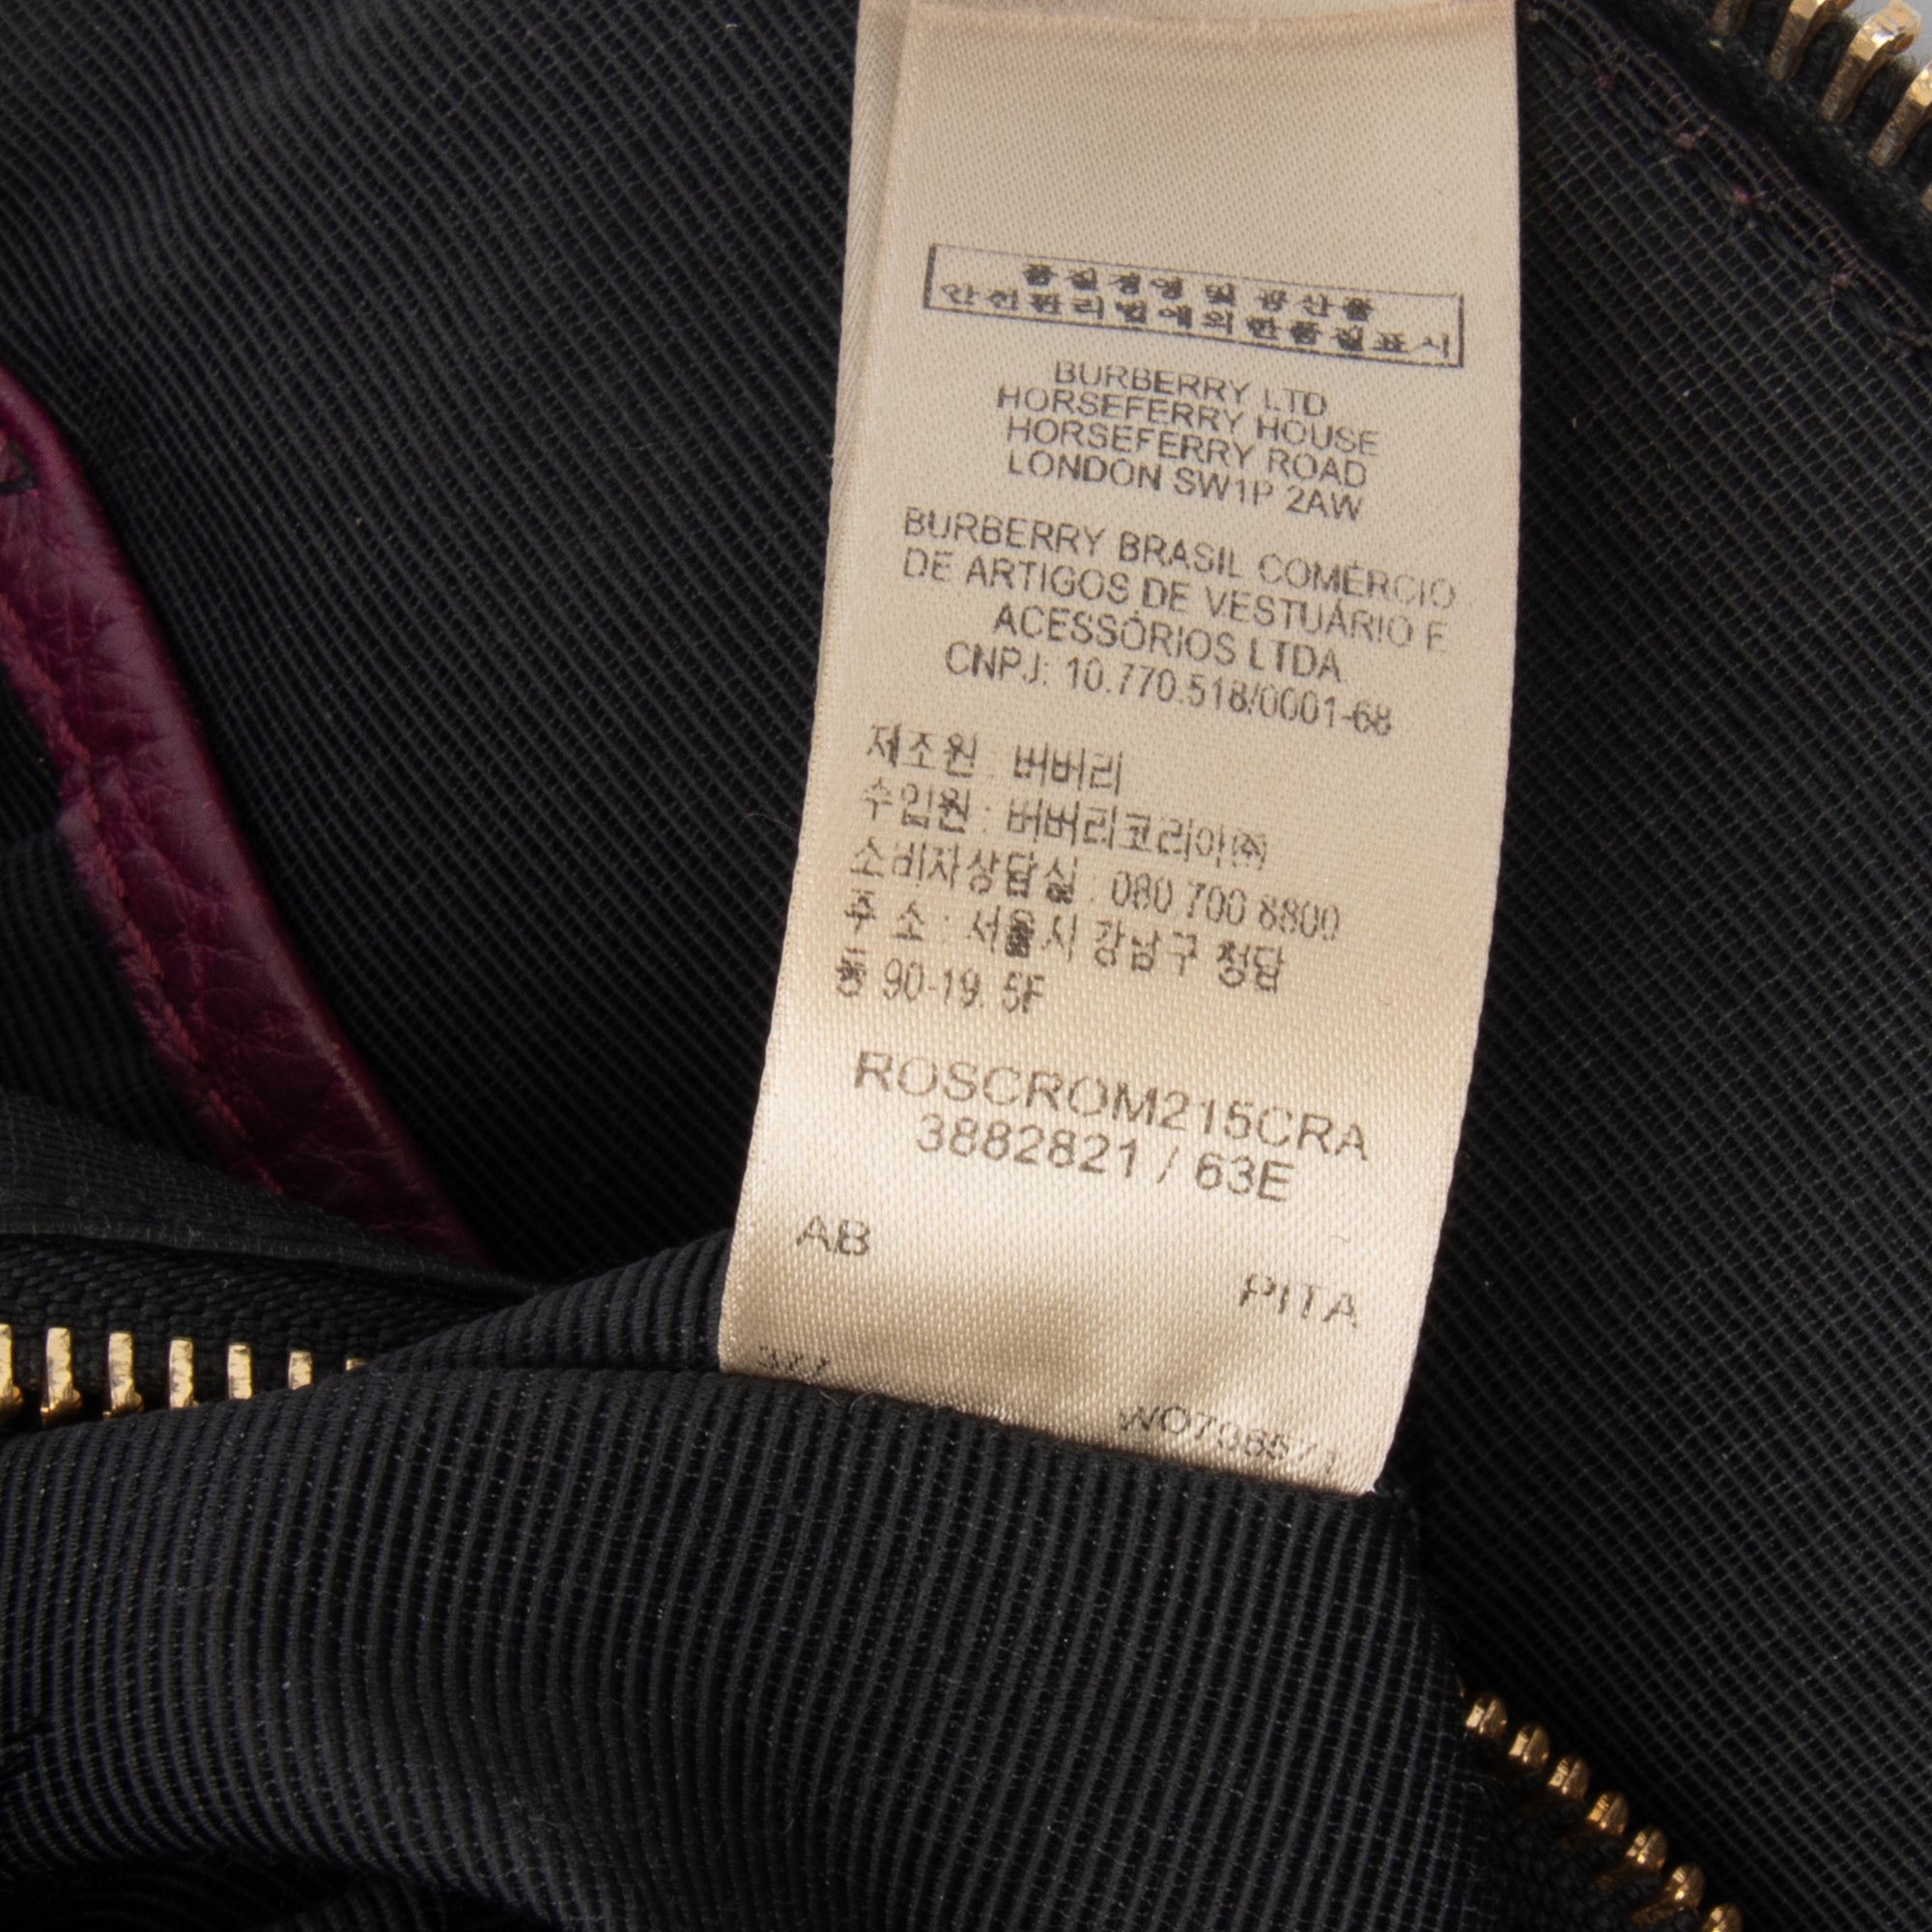 품 질 경 영 및 공 산 품
안 전 관 리 법 에 의 한 품 질 표 시
BURBERRY LTD
HORSEFERRY HOUSE
HORSEFERRY ROAD
LONDON SW1P 2AW
BURBERRY BRASIL COMÉRCIO
DE ARTIGOS DE VESTUÁRIO E
ACESSÓRIOS LTDA
CNPJ: 10.770.518/0001-68
제조원 : 버버리
수입원 : 버버리코리아㈜
소비자상담실 : 080 700 8800
주 소 : 서울시 강남구 청담
동 90-19. 5F
ROSCROM215CRA
3882821 / 63E
AB
PITA